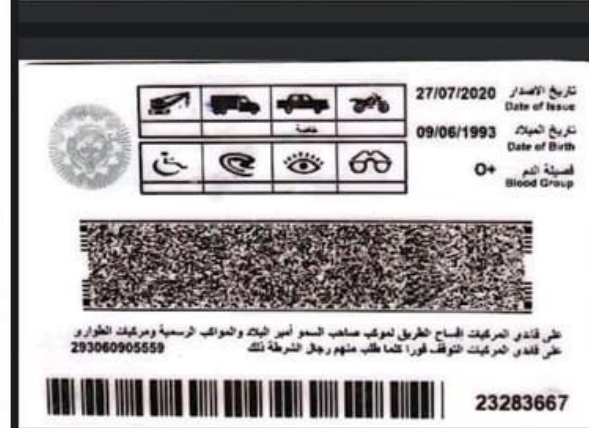 تاريخ الاصدار 27/07/2020
Date of Issue
تاريخ الميلاد 09/06/1993
Date of Birth
فصيلة الدم O+
Blood Group
خاصة
على قائدي المركبات افساح الطريق لموكب صاحب السمو أمير البلاد والمواكب الرسمية ومركبات الطوارئ
على قائدي المركبات التوقف فورا كلما طلب منهم رجال الشرطة ذلك 293060905559
23283667